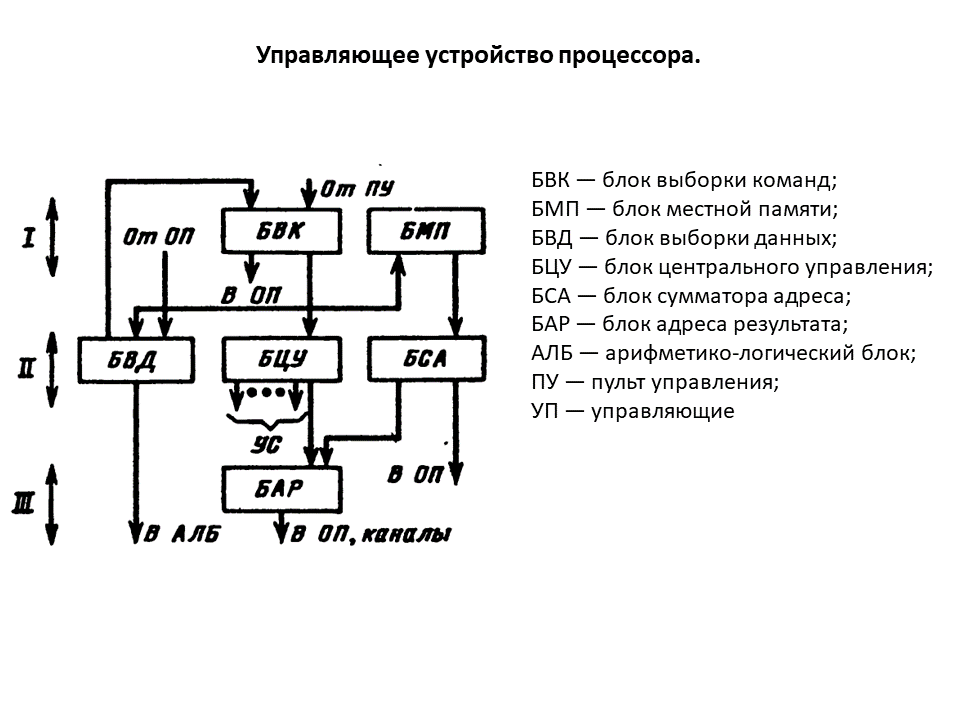 Управляющее устройство процессора.
От ПУ
I
От ОП
БВК
БМП
В ОП
II
БВД
БЦУ
БСА
УС
В ОП
III
БАР
В АЛБ
В ОП, каналы
БВК — блок выборки команд;
БМП — блок местной памяти;
БВД — блок выборки данных;
БЦУ — блок центрального управления;
БСА — блок сумматора адреса;
БАР — блок адреса результата;
АЛБ — арифметико-логический блок;
ПУ — пульт управления;
УП — управляющие